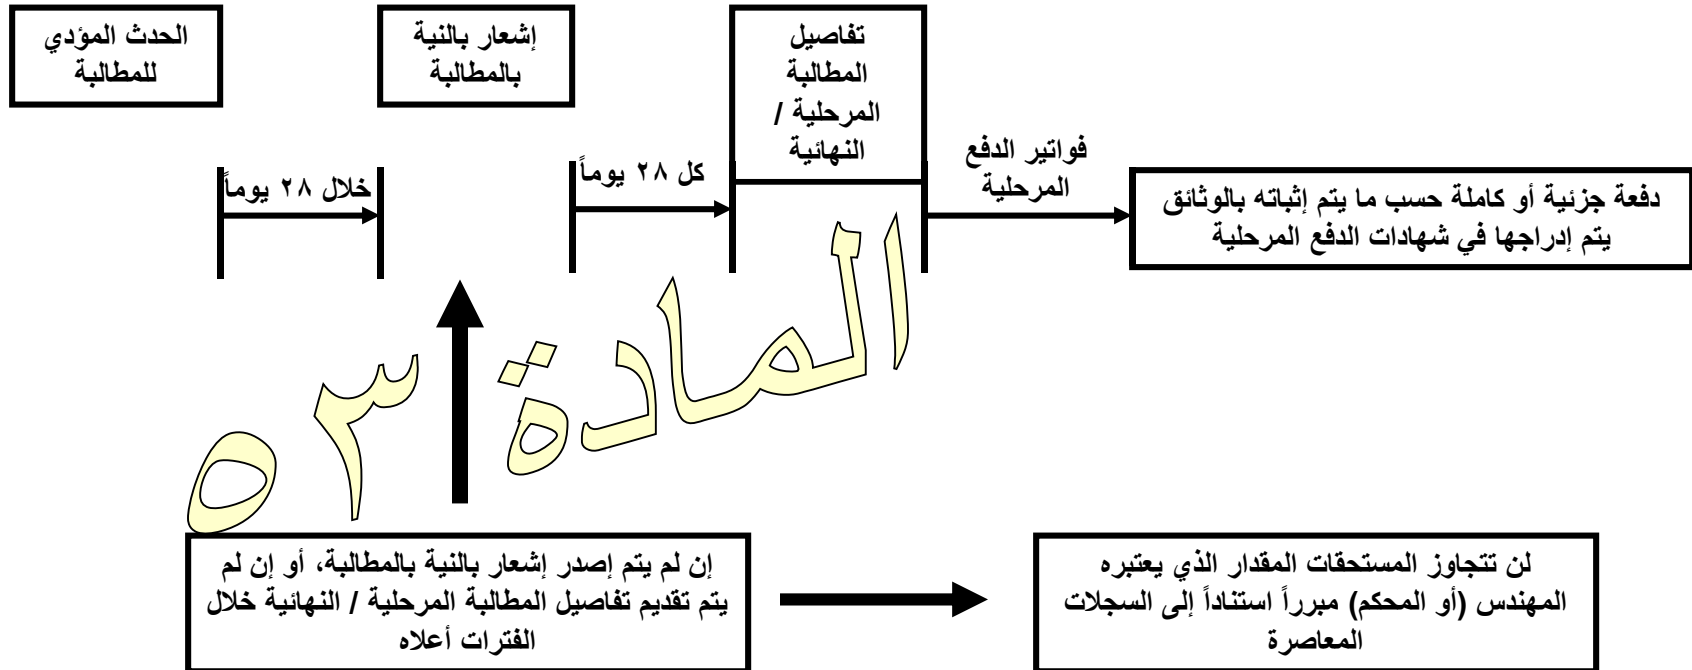 الحدث المؤدي
للمطالبة
إشعار بالنية
بالمطالبة
تفاصيل
المطالبة
المرحلية /
النهائية
خلال ٢٨ يوماً
كل ٢٨ يوماً
فواتير الدفع
المرحلية
دفعة جزئية أو كاملة حسب ما يتم إثباته بالوثائق
يتم إدراجها في شهادات الدفع المرحلية
المادة ٥٣
إن لم يتم إصدر إشعار بالنية بالمطالبة، أو إن لم
يتم تقديم تفاصيل المطالبة المرحلية / النهائية خلال
الفترات أعلاه
لن تتجاوز المستحقات المقدار الذي يعتبره
المهندس (أو المحكم) مبرراً استناداً إلى السجلات
المعاصرة